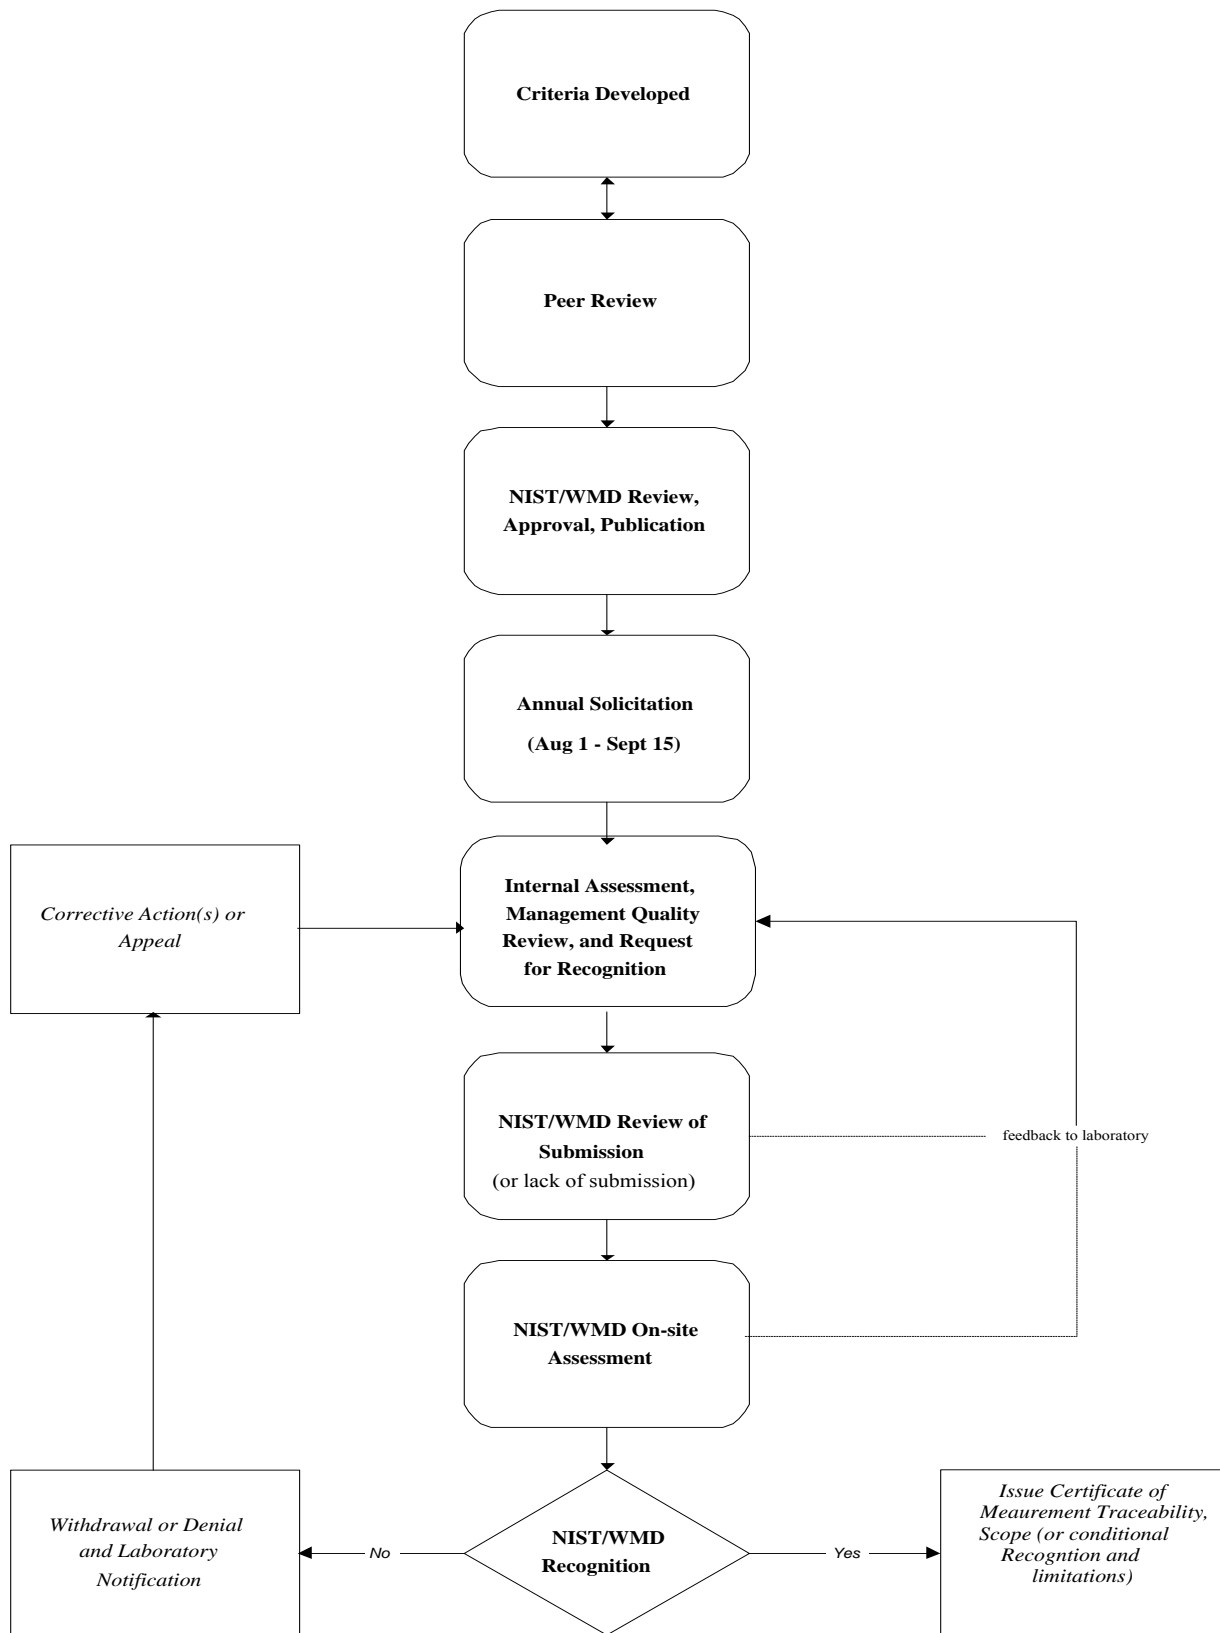 Criteria Developed
Peer Review
NIST/WMD Review,
Approval, Publication
Annual Solicitation
(Aug 1 - Sept 15)
Internal Assessment,
Management Quality
Review, and Request
for Recognition
Corrective Action(s) or
Appeal
NIST/WMD Review of
Submission
(or lack of submission)
feedback to laboratory
NIST/WMD On-site
Assessment
NIST/WMD
Recognition
No
Yes
Withdrawal or Denial
and Laboratory
Notification
Issue Certificate of
Meaurement Traceability,
Scope (or conditional
Recogntion and
limitations)